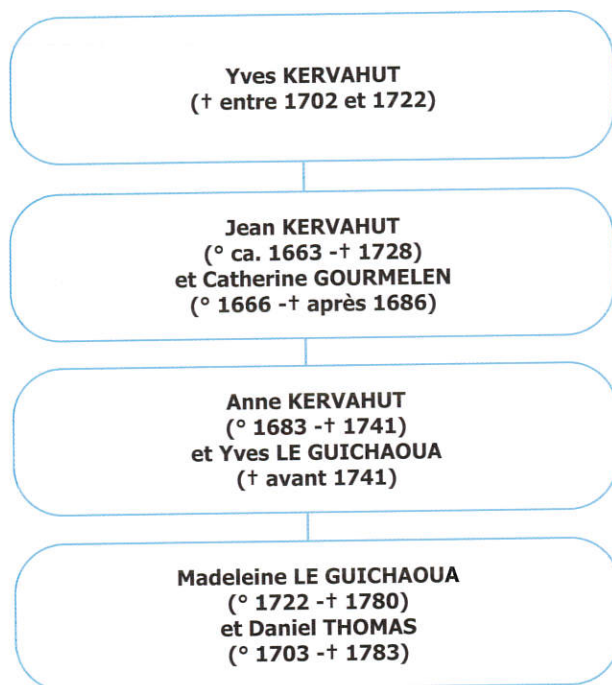 Yves KERVAHUT
(† entre 1702 et 1722)
Jean KERVAHUT
(° ca. 1663 -† 1728)
et Catherine GOURMELEN
(° 1666 -† après 1686)
Anne KERVAHUT
(° 1683 -† 1741)
et Yves LE GUICHAOUA
(† avant 1741)
Madeleine LE GUICHAOUA
(° 1722 -† 1780)
et Daniel THOMAS
(° 1703 -† 1783)